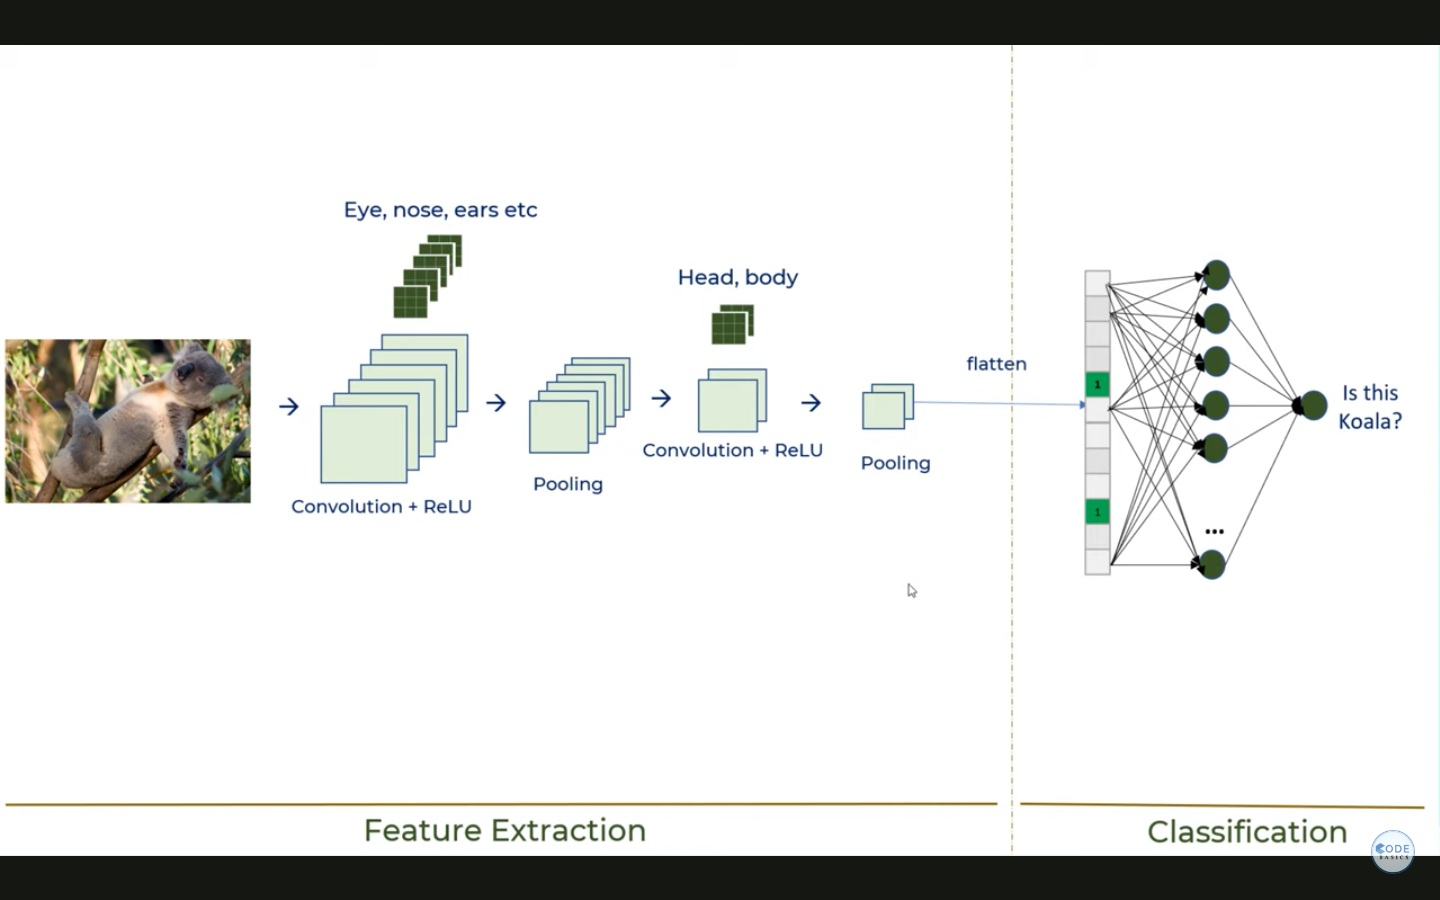 Eye, nose, ears etc
Head, body
flatten
1
Is this
Koala?
Convolution + ReLU
Pooling
Convolution + ReLU
Pooling
1
...
Feature Extraction
Classification
CODE
BASICS